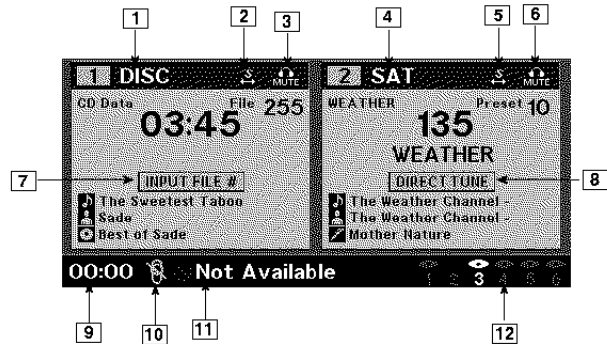 1 2 3 4 5 6
1 DISC S MUTE
2 SAT S MUTE
CD Data File 255
03:45
WEATHER Preset 10
135
WEATHER
7 INPUT FILE #
DIRECT TUNE 8
The Sweetest Taboo
Sade
Best of Sade
The Weather Channel -
The Weather Channel -
Mother Nature
00:00 Not Available 1 2 3 4 5 6
9 10 11 12